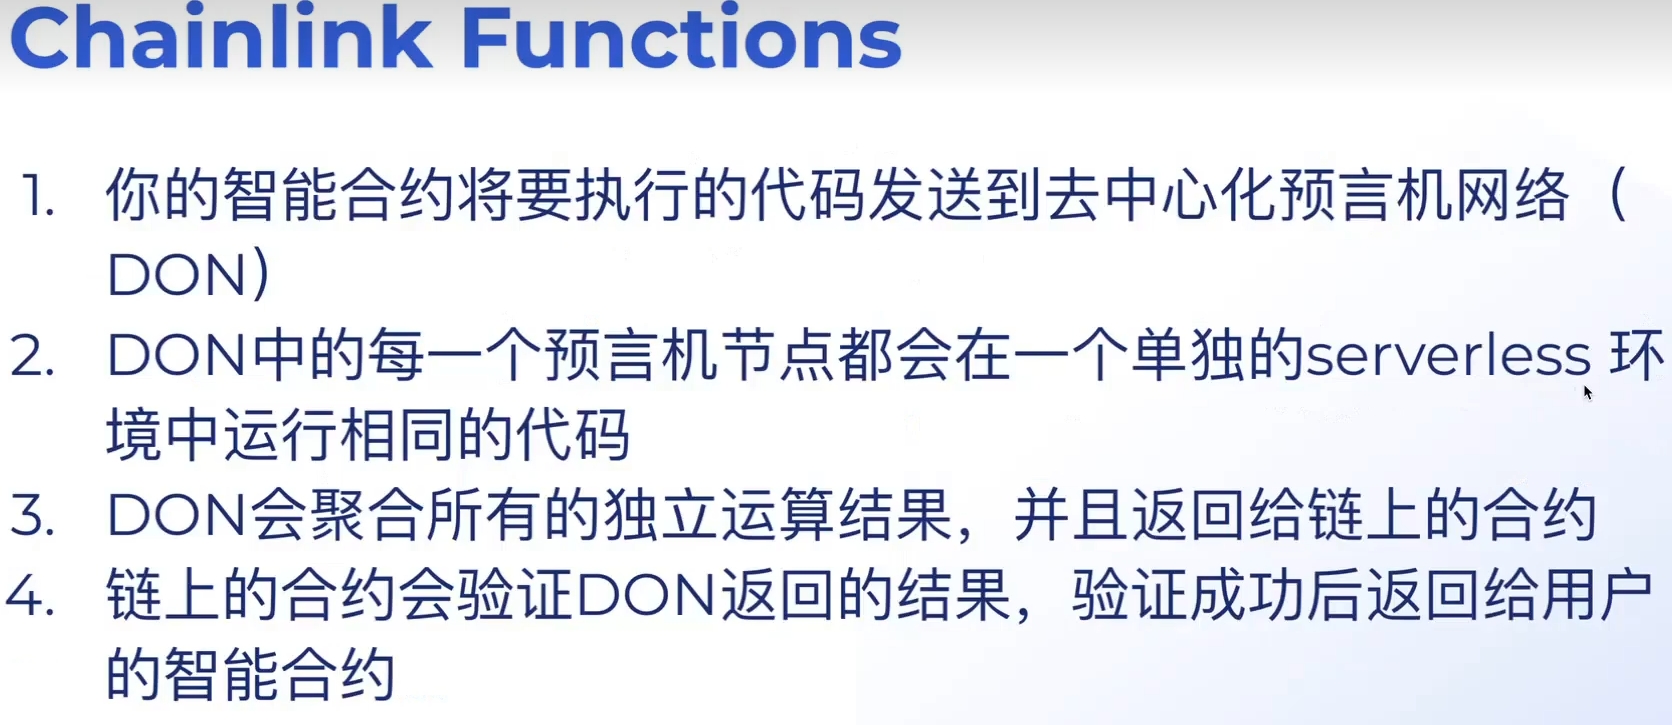 Chainlink Functions
1. 你的智能合约将要执行的代码发送到去中心化预言机网络（
DON）
2. DON中的每一个预言机节点都会在一个单独的serverless 环
境中运行相同的代码
3. DON会聚合所有的独立运算结果，并且返回给链上的合约
4. 链上的合约会验证DON返回的结果，验证成功后返回给用户
的智能合约